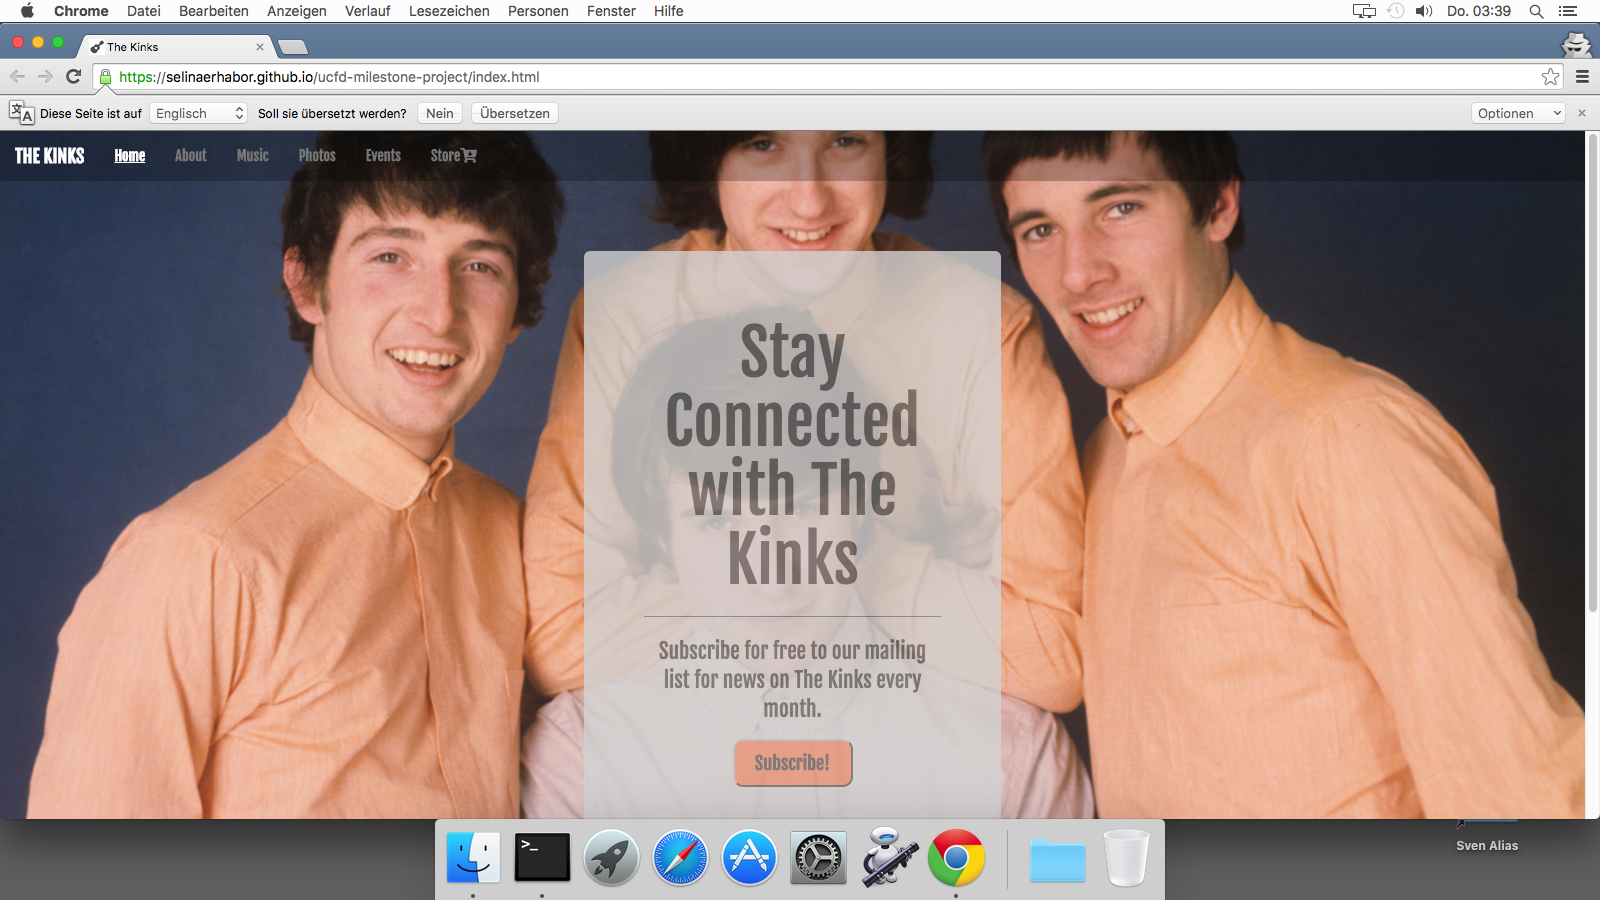 Chrome Datei Bearbeiten Anzeigen Verlauf Lesezeichen Personen Fenster Hilfe Do. 03:39
The Kinks
https://selinaerhabor.github.io/ucfd-milestone-project/index.html
Diese Seite ist auf Englisch Soll sie übersetzt werden? Nein Übersetzen Optionen
THE KINKS Home About Music Photos Events Store
Stay
Connected
with The
Kinks
Subscribe for free to our mailing
list for news on The Kinks every
month.
Subscribe!
>_
Sven Alias